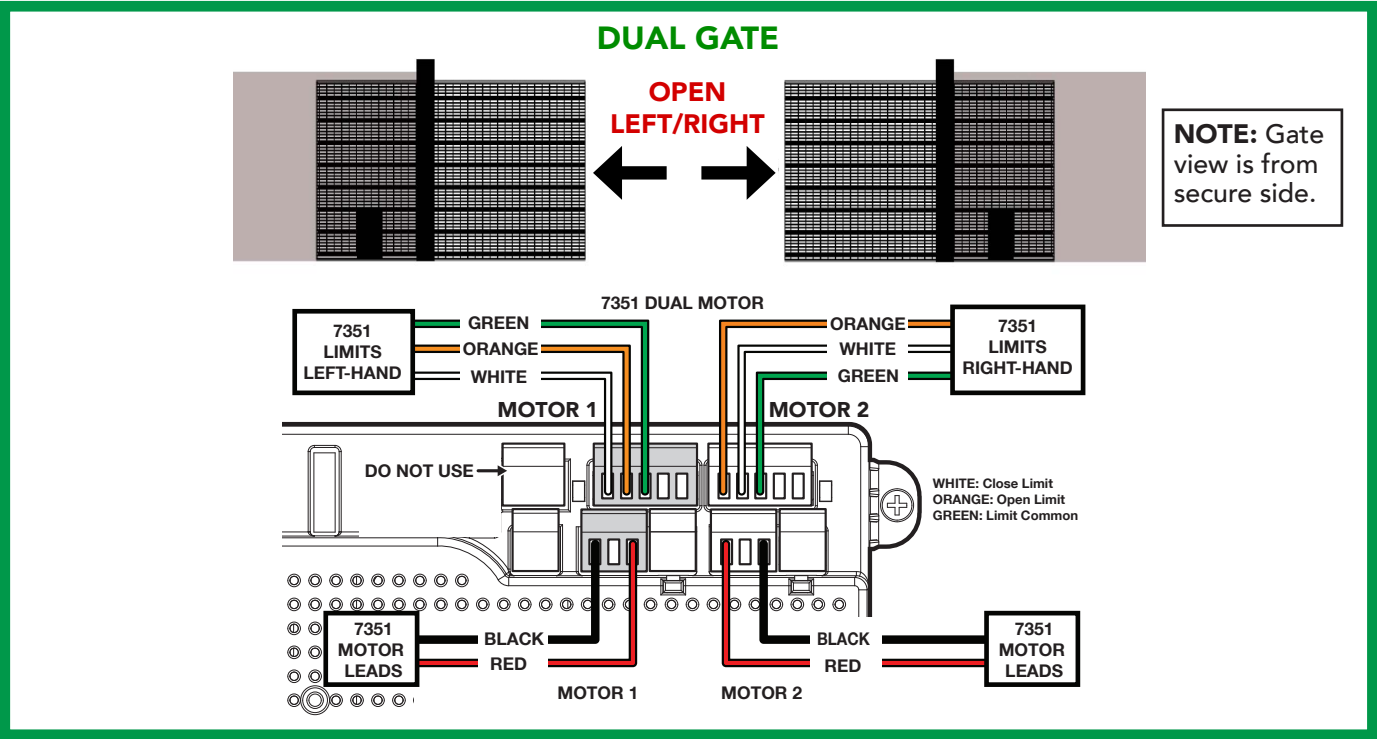 DUAL GATE
OPEN
LEFT/RIGHT
NOTE: Gate
view is from
secure side.
7351 DUAL MOTOR
7351
LIMITS
LEFT-HAND
GREEN
ORANGE
WHITE
ORANGE
WHITE
GREEN
7351
LIMITS
RIGHT-HAND
MOTOR 1
MOTOR 2
DO NOT USE
WHITE: Close Limit
ORANGE: Open Limit
GREEN: Limit Common
7351
MOTOR
LEADS
BLACK
RED
BLACK
RED
7351
MOTOR
LEADS
MOTOR 1
MOTOR 2